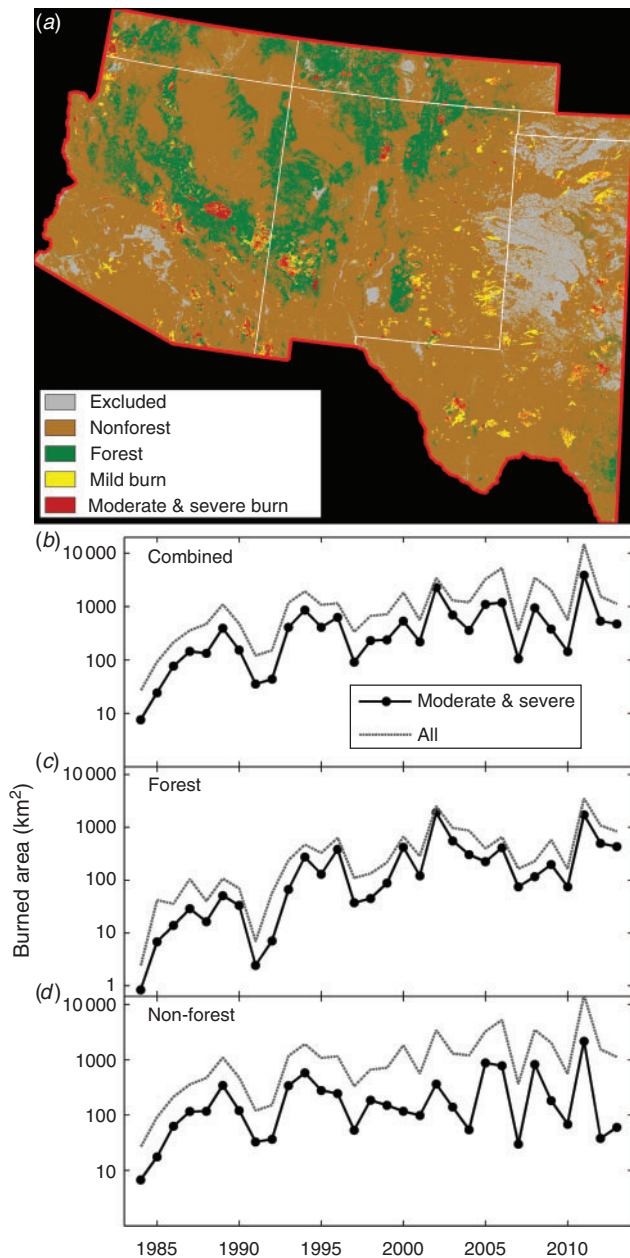 (a)
Excluded
Nonforest
Forest
Mild burn
Moderate & severe burn
(b)
Combined
10 000
1000
100
10
Moderate & severe
All
(c)
Forest
10 000
1000
100
10
1
Burned area (km²)
(d)
Non-forest
10 000
1000
100
10
1985 1990 1995 2000 2005 2010